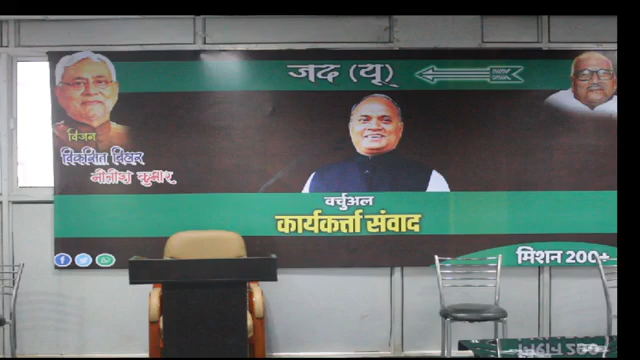 जद (यू)
विजन
विकसित बिहार
नीतीश कुमार
वर्चुअल
कार्यकर्त्ता संवाद
मिशन 200+